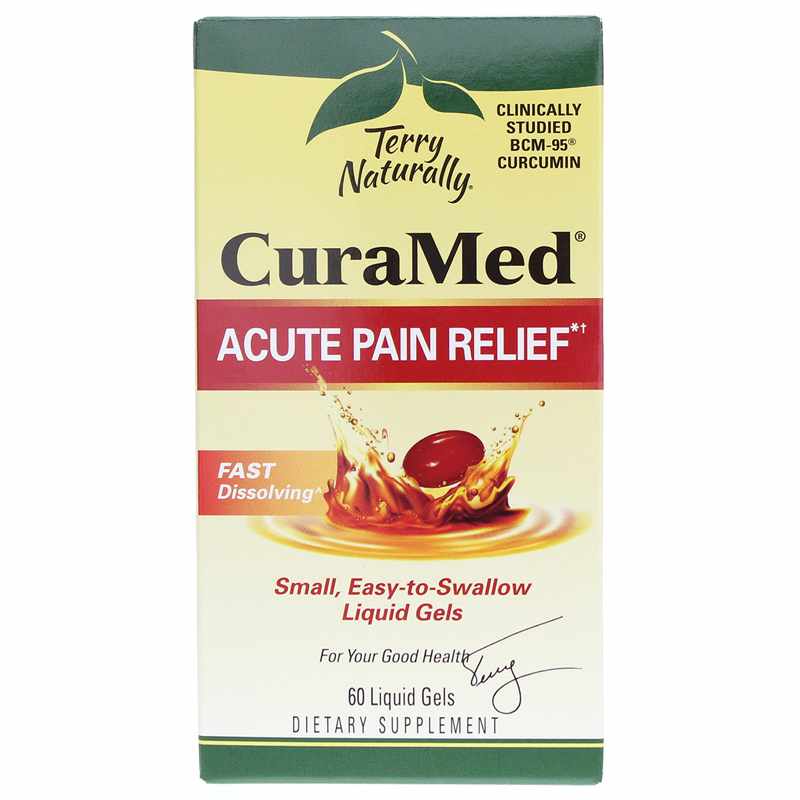 Terry
Naturally®
CLINICALLY
STUDIED
BCM-95®
CURCUMIN
CuraMed®
ACUTE PAIN RELIEF*†
FAST
Dissolving^
Small, Easy-to-Swallow
Liquid Gels
For Your Good Health
Terry
60 Liquid Gels
DIETARY SUPPLEMENT